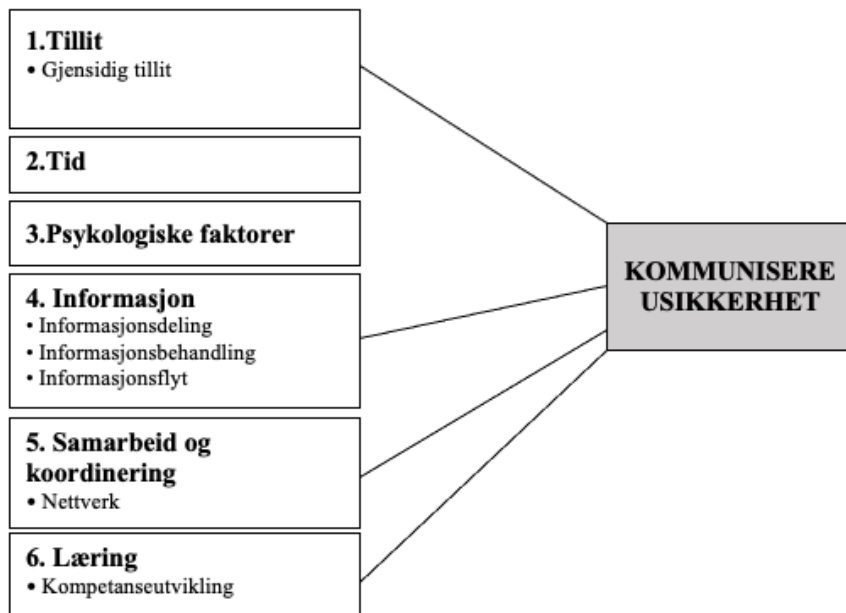 1.Tillit
• Gjensidig tillit
2.Tid
3.Psykologiske faktorer
4. Informasjon
• Informasjonsdeling
• Informasjonsbehandling
• Informasjonsflyt
5. Samarbeid og
koordinering
• Nettverk
6. Læring
• Kompetanseutvikling
KOMMUNISERE
USIKKERHET